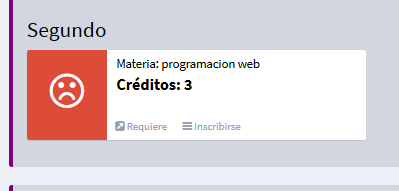 Segundo
Materia: programacion web
Créditos: 3
Requiere Inscribirse